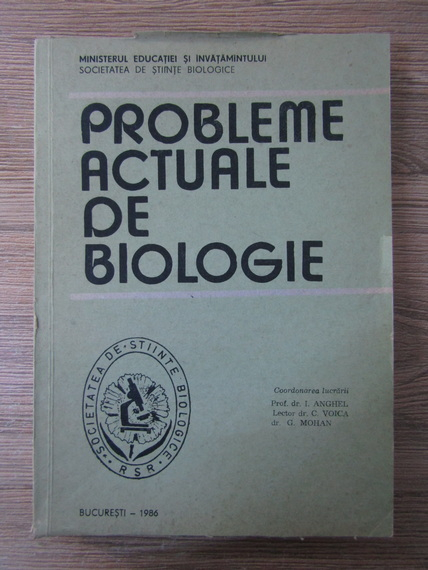 MINISTERUL EDUCAȚIEI ȘI INVĂȚĂMÎNTULUI
SOCIETATEA DE ȘTIINȚE BIOLOGICE
PROBLEME
ACTUALE
DE
BIOLOGIE
SOCIETATEA DE ȘTIINȚE BIOLOGICE
RSR
Coordonarea lucrării
Prof. dr. I. ANGHEL
Lector dr. C. VOICA
dr. G. MOHAN
BUCUREȘTI – 1986